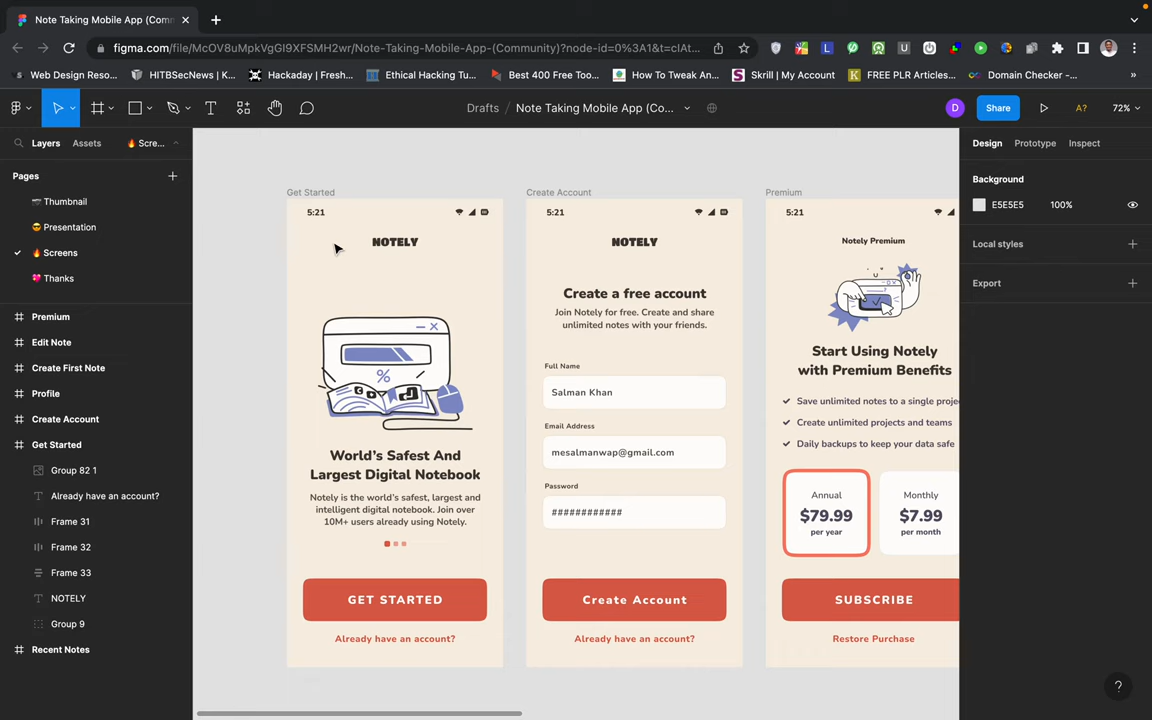 Note Taking Mobile App (Com
figma.com/file/McOV8uMpkVgGI9XFSMH2wr/Note-Taking-Mobile-App-(Community)?node-id=0%3A1&t=clAt...
Web Design Reso...
HITBSecNews | K...
Hackaday | Fresh...
Ethical Hacking Tu...
Best 400 Free Too...
How To Tweak An...
Skrill | My Account
FREE PLR Articles...
Domain Checker -...
»
Drafts / Note Taking Mobile App (Co...
D
Share
A?
72%
Layers
Assets
🔥 Scre...
Design
Prototype
Inspect
Pages
Thumbnail
😎 Presentation
🔥 Screens
💖 Thanks
Premium
Edit Note
Create First Note
Profile
Create Account
Get Started
Group 82 1
Already have an account?
Frame 31
Frame 32
Frame 33
NOTELY
Group 9
Recent Notes
Get Started
5:21
NOTELY
%
World's Safest And
Largest Digital Notebook
Notely is the world's safest, largest and
intelligent digital notebook. Join over
10M+ users already using Notely.
GET STARTED
Already have an account?
Create Account
5:21
NOTELY
Create a free account
Join Notely for free. Create and share
unlimited notes with your friends.
Full Name
Salman Khan
Email Address
mesalmanwap@gmail.com
Password
############
Create Account
Already have an account?
Premium
5:21
Notely Premium
Start Using Notely
with Premium Benefits
Save unlimited notes to a single proje
Create unlimited projects and teams
Daily backups to keep your data safe
Annual
$79.99
per year
Monthly
$7.99
per month
SUBSCRIBE
Restore Purchase
Background
E5E5E5
100%
Local styles
Export
?